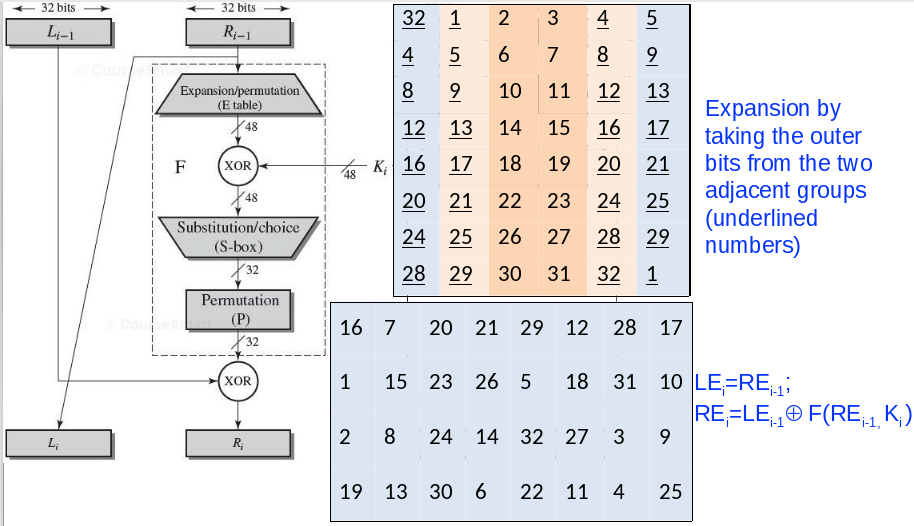 32 bits
32 bits
L_{i−1}
R_{i−1}
Expansion/permutation
(E table)
48
F
XOR
48
K_i
48
Substitution/choice
(S-box)
32
Permutation
(P)
32
XOR
L_i
R_i
32 1 2 3 4 5
4 5 6 7 8 9
8 9 10 11 12 13
12 13 14 15 16 17
16 17 18 19 20 21
20 21 22 23 24 25
24 25 26 27 28 29
28 29 30 31 32 1
Expansion by
taking the outer
bits from the two
adjacent groups
(underlined
numbers)
16 7 20 21 29 12 28 17
1 15 23 26 5 18 31 10
2 8 24 14 32 27 3 9
19 13 30 6 22 11 4 25
LE_i=RE_{i-1};
RE_i=LE_{i-1}⊕ F(RE_{i-1,} K_i)